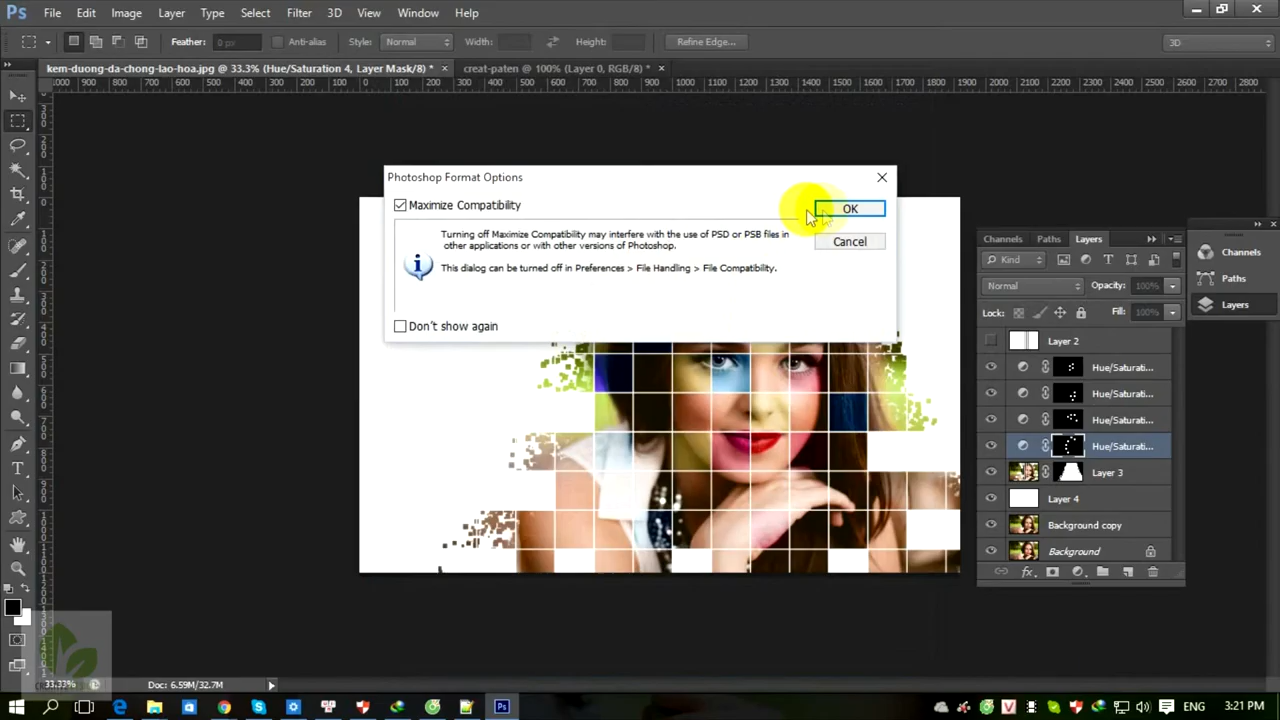 Ps File Edit Image Layer Type Select Filter 3D View Window Help
Feather: 0 px Anti-alias Style: Normal Width: Height: Refine Edge... 3D
kem-duong-da-chong-lao-hoa.jpg @ 33.3% (Hue/Saturation 4, Layer Mask/8) * × creat-paten @ 100% (Layer 0, RGB/8) * ×
Photoshop Format Options
Maximize Compatibility
OK
Turning off Maximize Compatibility may interfere with the use of PSD or PSB files in
other applications or with other versions of Photoshop.
Cancel
This dialog can be turned off in Preferences > File Handling > File Compatibility.
Don't show again
Channels Paths Layers
Kind
Normal Opacity: 100%
Lock: Fill: 100%
Layer 2
Hue/Saturati...
Hue/Saturati...
Hue/Saturati...
Hue/Saturati...
Layer 3
Layer 4
Background copy
Background
Channels
Paths
Layers
33.33% Doc: 6.59M/32.7M
ENG 3:21 PM